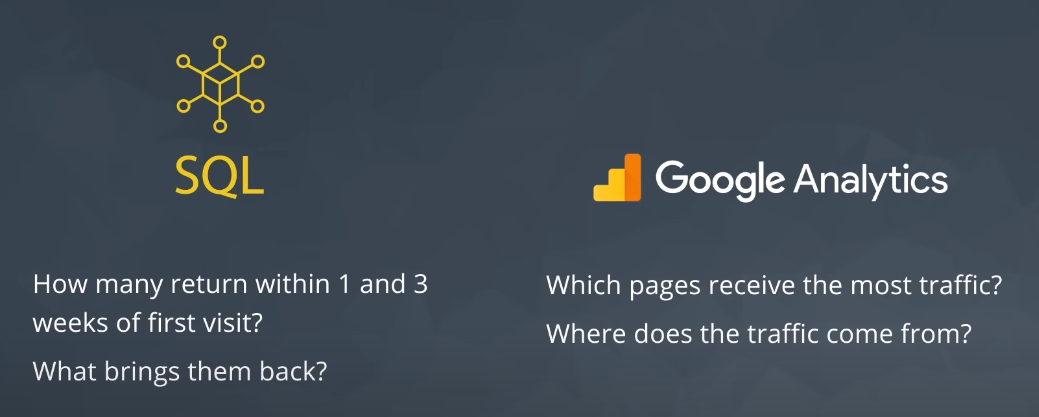 SQL
How many return within 1 and 3
weeks of first visit?
What brings them back?
Google Analytics
Which pages receive the most traffic?
Where does the traffic come from?